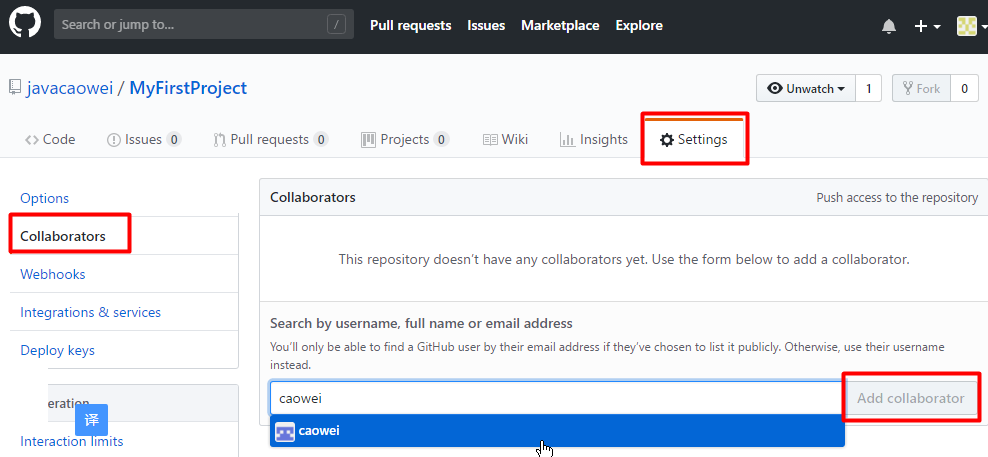 Search or jump to...
/
Pull requests
Issues
Marketplace
Explore
javacaowei / MyFirstProject
Unwatch
1
Fork
0
Code
Issues 0
Pull requests 0
Projects 0
Wiki
Insights
Settings
Options
Collaborators
Webhooks
Integrations & services
Deploy keys
译
Interaction limits
Collaborators
Push access to the repository
This repository doesn't have any collaborators yet. Use the form below to add a collaborator.
Search by username, full name or email address
You'll only be able to find a GitHub user by their email address if they've chosen to list it publicly. Otherwise, use their username
instead.
caowei
Add collaborator
caowei